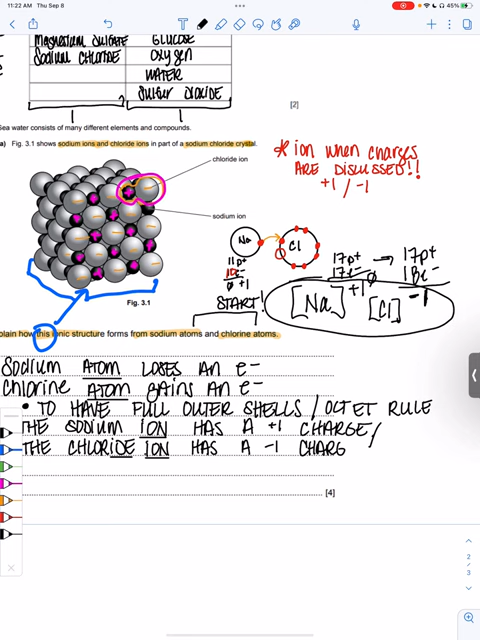 11:22 AM Thu Sep 8
45%
MAGNESIUM SULFATE GLUCOSE
SODIUM CHLORIDE OXYGEN
WATER
SULFUR DIOXIDE
[2]
Sea water consists of many different elements and compounds.
a) Fig. 3.1 shows sodium ions and chloride ions in part of a sodium chloride crystal.
chloride ion
sodium ion
Fig. 3.1
* ion when charges
ARE DISCUSSED!!
+1 / -1
Na
Cl
11p+
10e-
0 +1
17p+ → 17p+
17e- 18e-
0 -1
START!
[Na]+1 [Cl]-1
plain how this ionic structure forms from sodium atoms and chlorine atoms.
SODIUM ATOM LOSES AN e-
CHLORINE ATOM GAINS AN e-
• TO HAVE FULL OUTER SHELLS / OCTET RULE
THE SODIUM ION HAS A +1 CHARGE/
THE CHLORIDE ION HAS A -1 CHARG
[4]
2
3